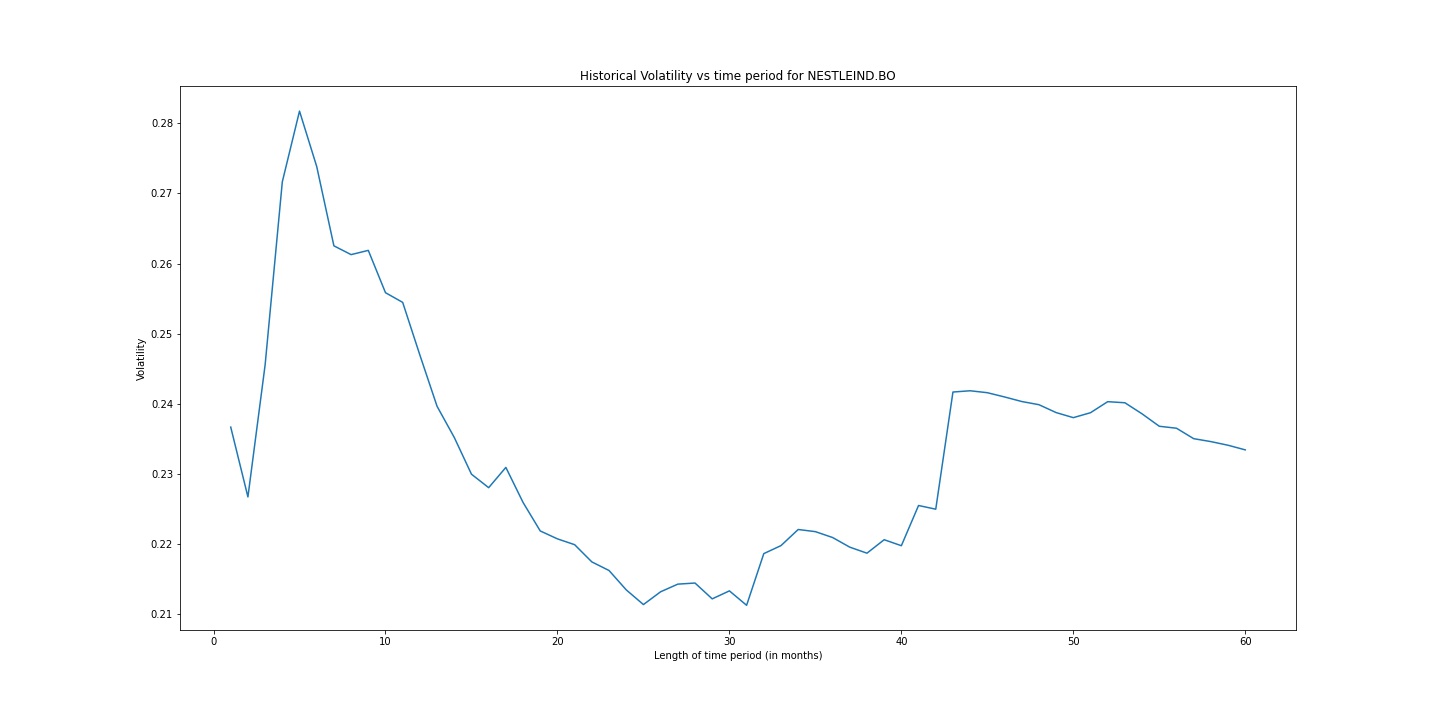 Historical Volatility vs time period for NESTLEIND.BO
0.28
0.27
0.26
0.25
0.24
0.23
0.22
0.21
Volatility
0 10 20 30 40 50 60
Length of time period (in months)